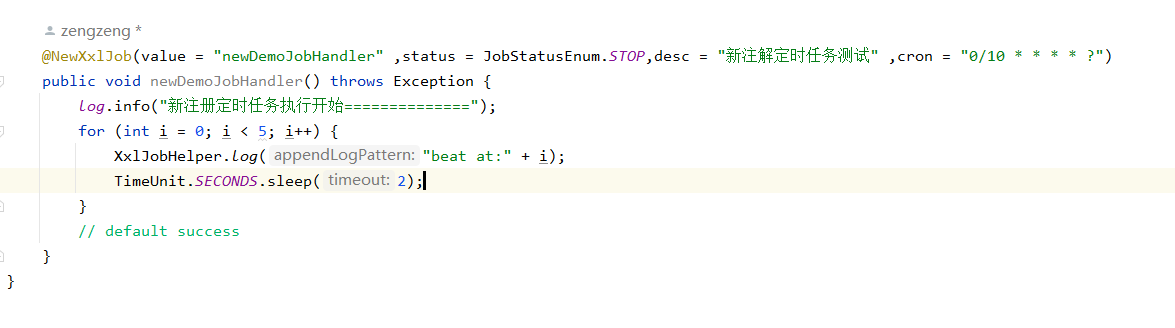 zengzeng *
@NewXxlJob(value = "newDemoJobHandler" ,status = JobStatusEnum.STOP,desc = "新注解定时任务测试" ,cron = "0/10 * * * * ?")
public void newDemoJobHandler() throws Exception {
log.info("新注册定时任务执行开始==============");
for (int i = 0; i < 5; i++) {
XxlJobHelper.log( appendLogPattern: "beat at:" + i);
TimeUnit.SECONDS.sleep( timeout: 2);
}
// default success
}
}